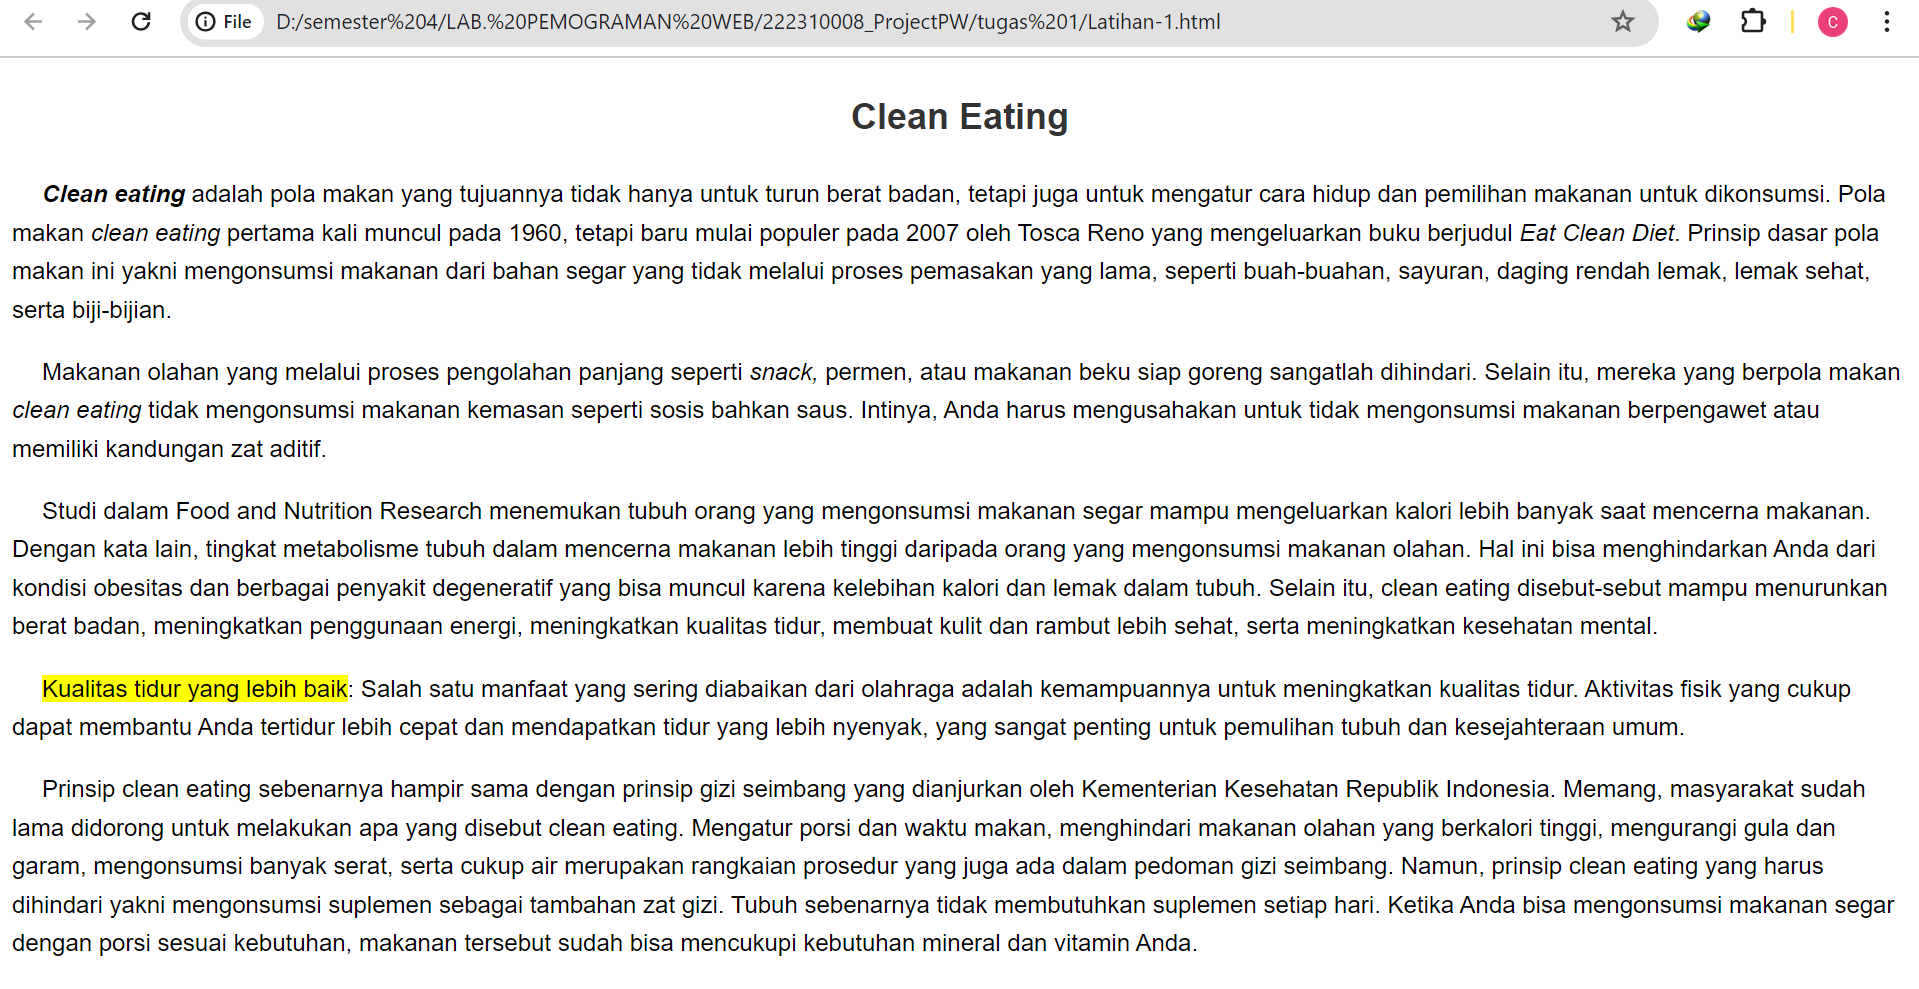 File D:/semester%204/LAB.%20PEMOGRAMAN%20WEB/222310008_ProjectPW/tugas%201/Latihan-1.html C
Clean Eating
Clean eating adalah pola makan yang tujuannya tidak hanya untuk turun berat badan, tetapi juga untuk mengatur cara hidup dan pemilihan makanan untuk dikonsumsi. Pola
makan clean eating pertama kali muncul pada 1960, tetapi baru mulai populer pada 2007 oleh Tosca Reno yang mengeluarkan buku berjudul Eat Clean Diet. Prinsip dasar pola
makan ini yakni mengonsumsi makanan dari bahan segar yang tidak melalui proses pemasakan yang lama, seperti buah-buahan, sayuran, daging rendah lemak, lemak sehat,
serta biji-bijian.
Makanan olahan yang melalui proses pengolahan panjang seperti snack, permen, atau makanan beku siap goreng sangatlah dihindari. Selain itu, mereka yang berpola makan
clean eating tidak mengonsumsi makanan kemasan seperti sosis bahkan saus. Intinya, Anda harus mengusahakan untuk tidak mengonsumsi makanan berpengawet atau
memiliki kandungan zat aditif.
Studi dalam Food and Nutrition Research menemukan tubuh orang yang mengonsumsi makanan segar mampu mengeluarkan kalori lebih banyak saat mencerna makanan.
Dengan kata lain, tingkat metabolisme tubuh dalam mencerna makanan lebih tinggi daripada orang yang mengonsumsi makanan olahan. Hal ini bisa menghindarkan Anda dari
kondisi obesitas dan berbagai penyakit degeneratif yang bisa muncul karena kelebihan kalori dan lemak dalam tubuh. Selain itu, clean eating disebut-sebut mampu menurunkan
berat badan, meningkatkan penggunaan energi, meningkatkan kualitas tidur, membuat kulit dan rambut lebih sehat, serta meningkatkan kesehatan mental.
Kualitas tidur yang lebih baik: Salah satu manfaat yang sering diabaikan dari olahraga adalah kemampuannya untuk meningkatkan kualitas tidur. Aktivitas fisik yang cukup
dapat membantu Anda tertidur lebih cepat dan mendapatkan tidur yang lebih nyenyak, yang sangat penting untuk pemulihan tubuh dan kesejahteraan umum.
Prinsip clean eating sebenarnya hampir sama dengan prinsip gizi seimbang yang dianjurkan oleh Kementerian Kesehatan Republik Indonesia. Memang, masyarakat sudah
lama didorong untuk melakukan apa yang disebut clean eating. Mengatur porsi dan waktu makan, menghindari makanan olahan yang berkalori tinggi, mengurangi gula dan
garam, mengonsumsi banyak serat, serta cukup air merupakan rangkaian prosedur yang juga ada dalam pedoman gizi seimbang. Namun, prinsip clean eating yang harus
dihindari yakni mengonsumsi suplemen sebagai tambahan zat gizi. Tubuh sebenarnya tidak membutuhkan suplemen setiap hari. Ketika Anda bisa mengonsumsi makanan segar
dengan porsi sesuai kebutuhan, makanan tersebut sudah bisa mencukupi kebutuhan mineral dan vitamin Anda.